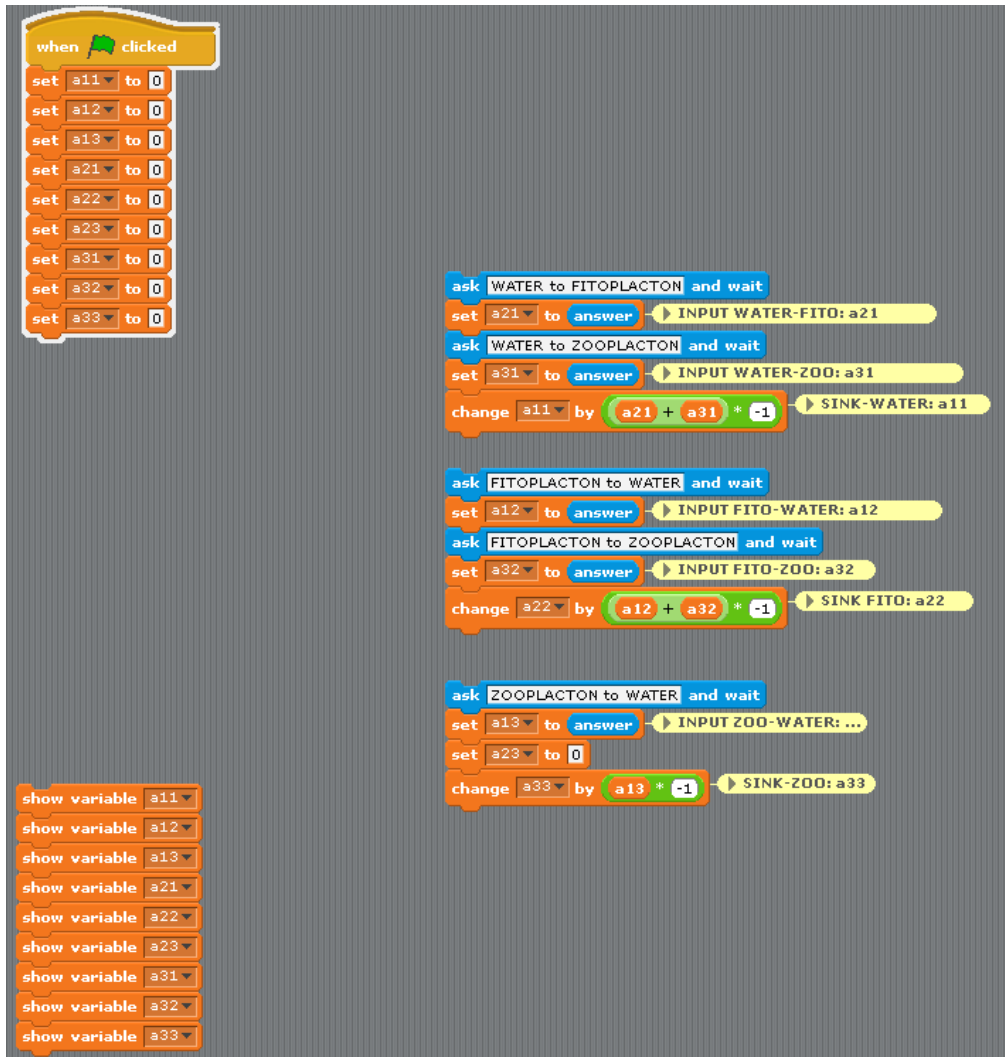 when clicked
set a11 to 0
set a12 to 0
set a13 to 0
set a21 to 0
set a22 to 0
set a23 to 0
set a31 to 0
set a32 to 0
set a33 to 0
ask WATER to FITOPLACTON and wait
set a21 to answer INPUT WATER-FITO: a21
ask WATER to ZOOPLACTON and wait
set a31 to answer INPUT WATER-ZOO: a31
change a11 by a21 + a31 * -1 SINK-WATER: a11
ask FITOPLACTON to WATER and wait
set a12 to answer INPUT FITO-WATER: a12
ask FITOPLACTON to ZOOPLACTON and wait
set a32 to answer INPUT FITO-ZOO: a32
change a22 by a12 + a32 * -1 SINK FITO: a22
ask ZOOPLACTON to WATER and wait
set a13 to answer INPUT ZOO-WATER: ...
set a23 to 0
change a33 by a13 * -1 SINK-ZOO: a33
show variable a11
show variable a12
show variable a13
show variable a21
show variable a22
show variable a23
show variable a31
show variable a32
show variable a33